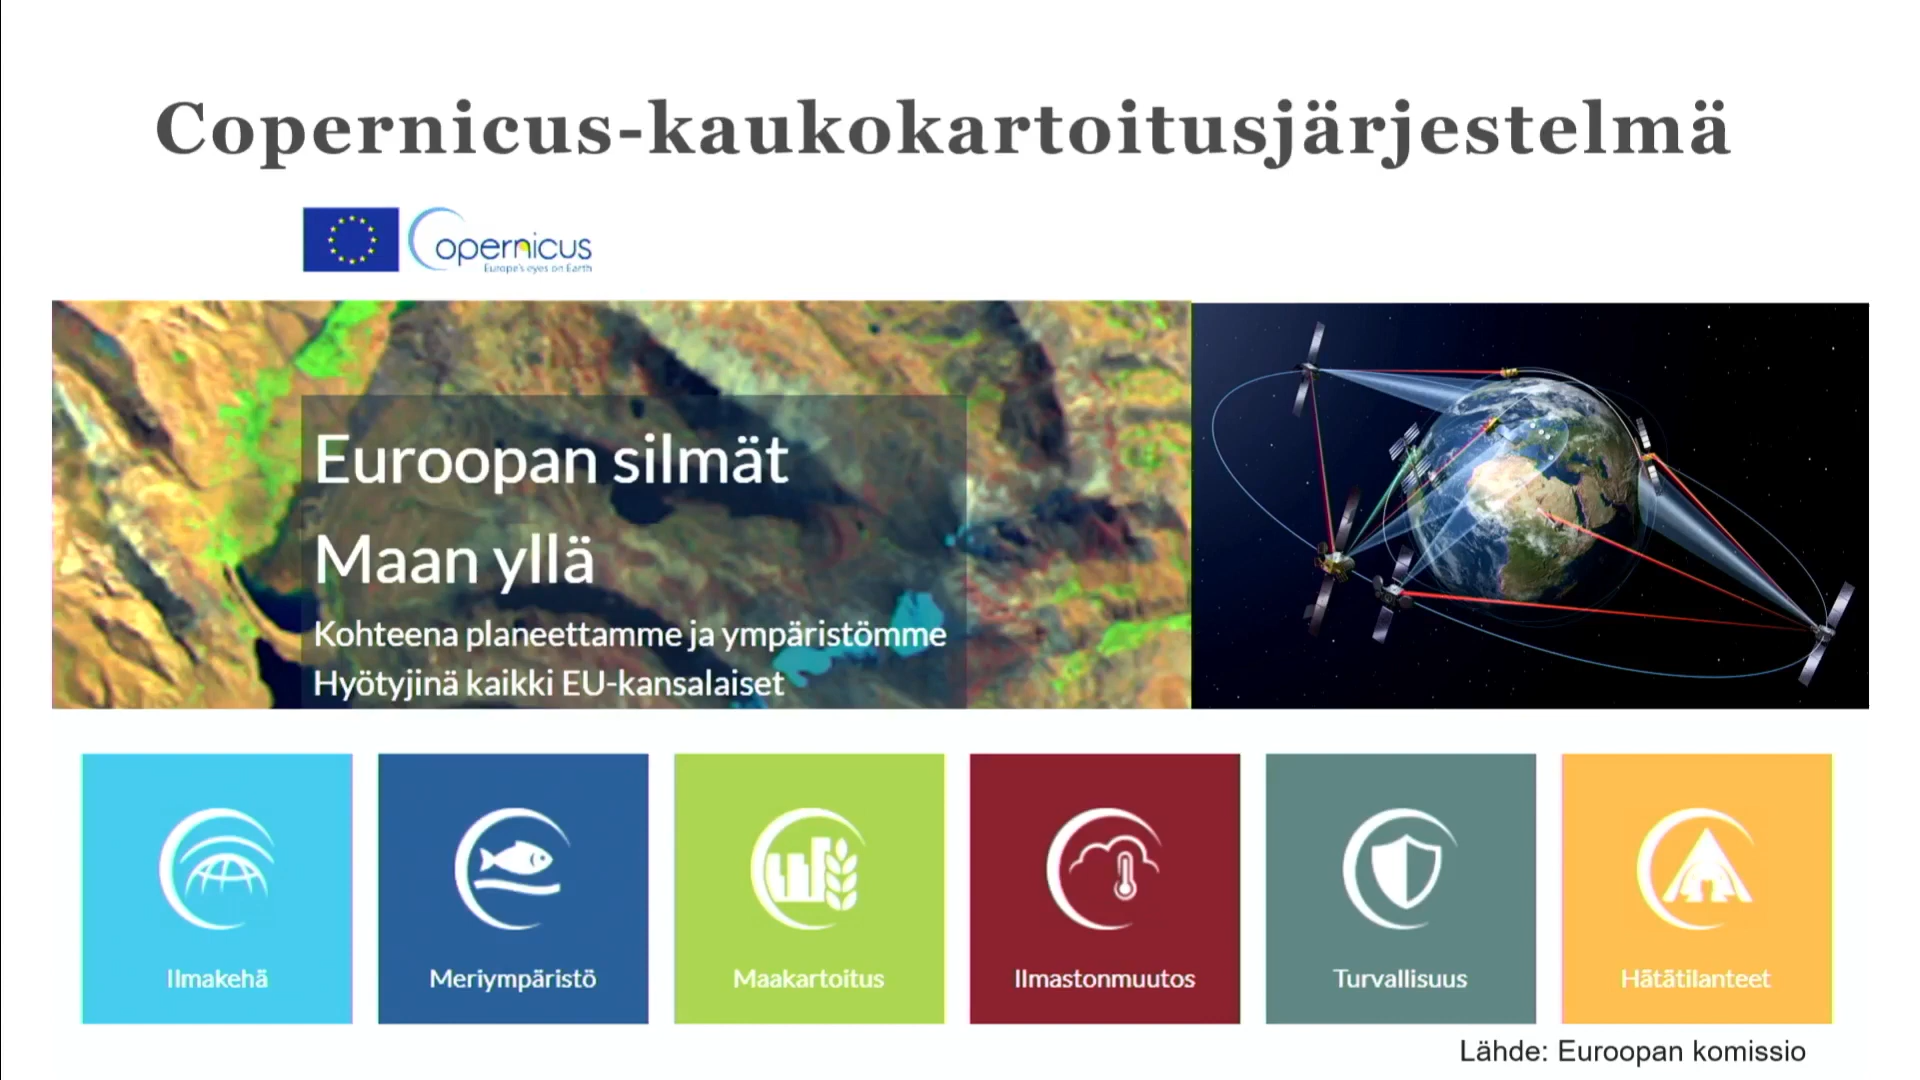 Copernicus-kaukokartoitusjärjestelmä
Copernicus
Europe's eyes on Earth
Euroopan silmät
Maan yllä
Kohteena planeettamme ja ympäristömme
Hyötyjinä kaikki EU-kansalaiset
Ilmakehä
Meriympäristö
Maakartoitus
Ilmastonmuutos
Turvallisuus
Hätätilanteet
Lähde: Euroopan komissio